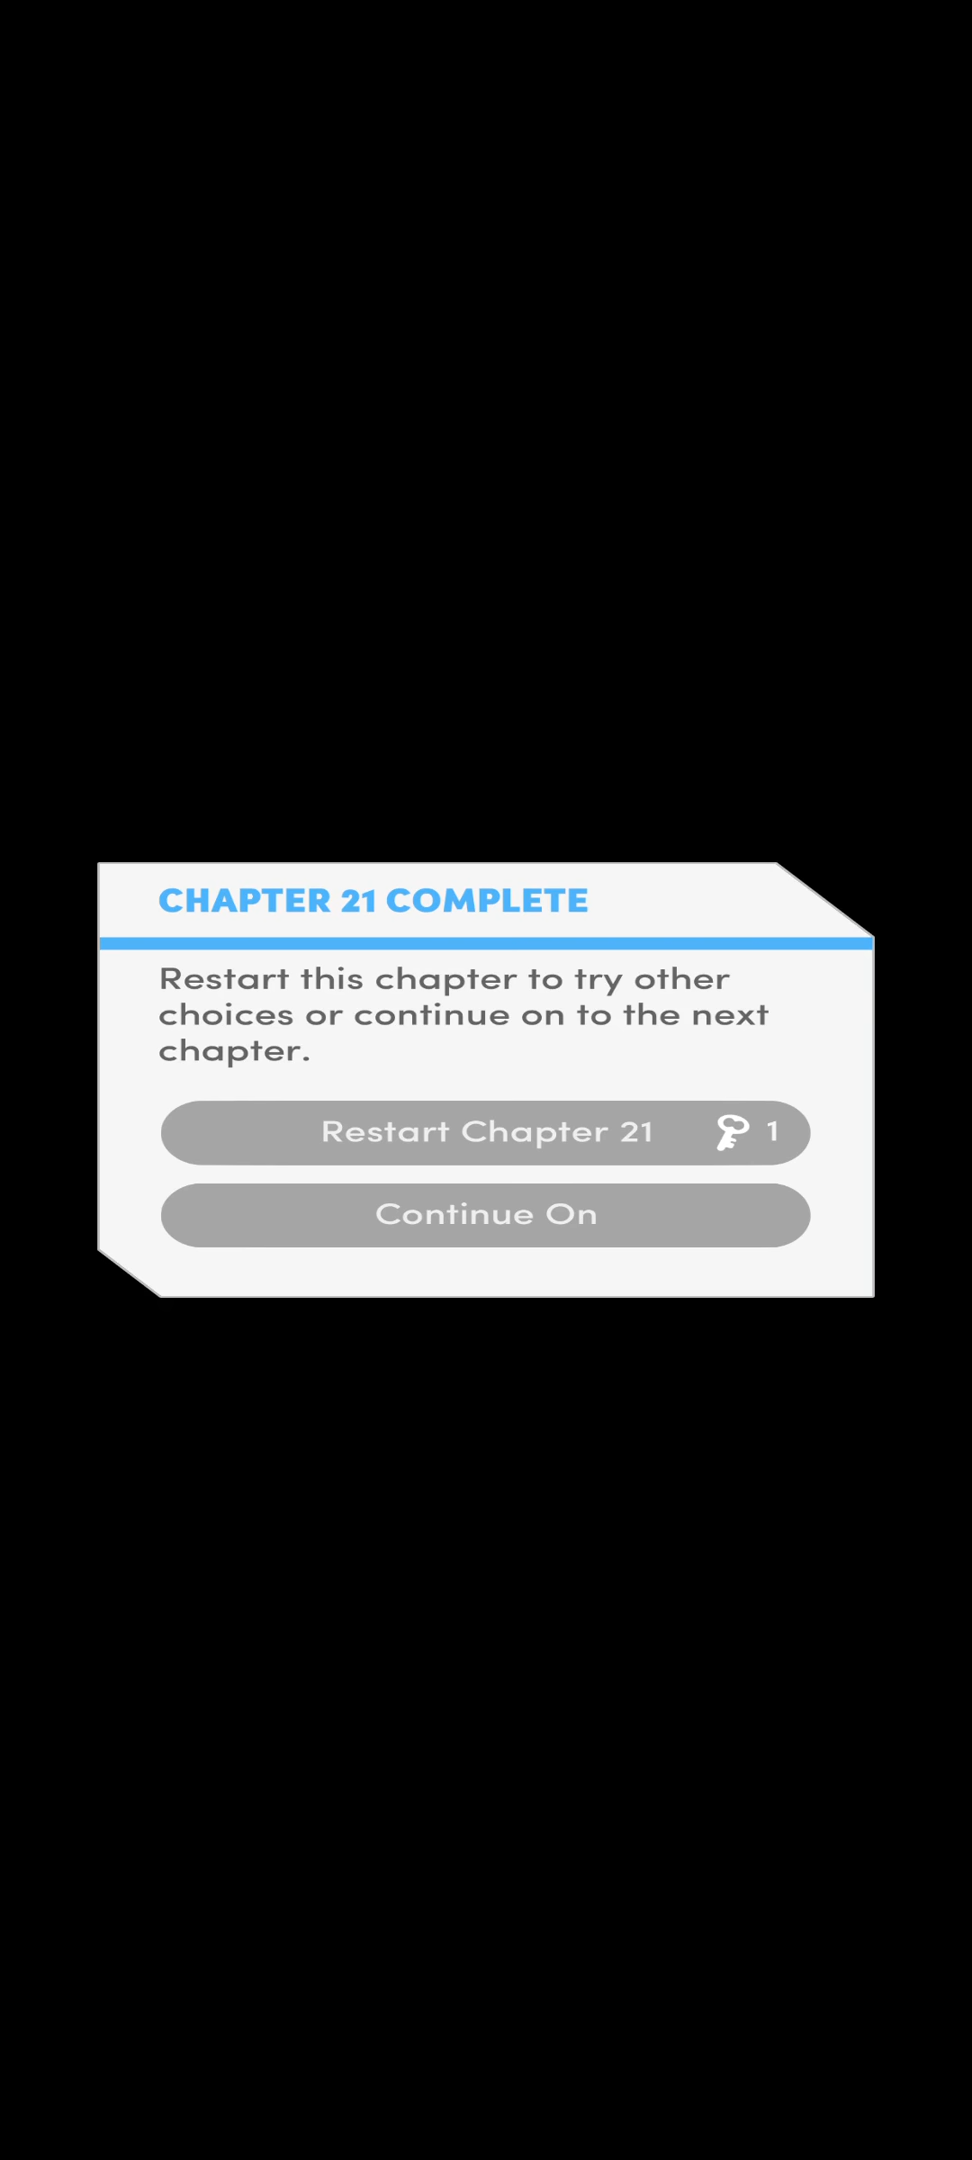 CHAPTER 21 COMPLETE
Restart this chapter to try other
choices or continue on to the next
chapter.
Restart Chapter 21 1
Continue On